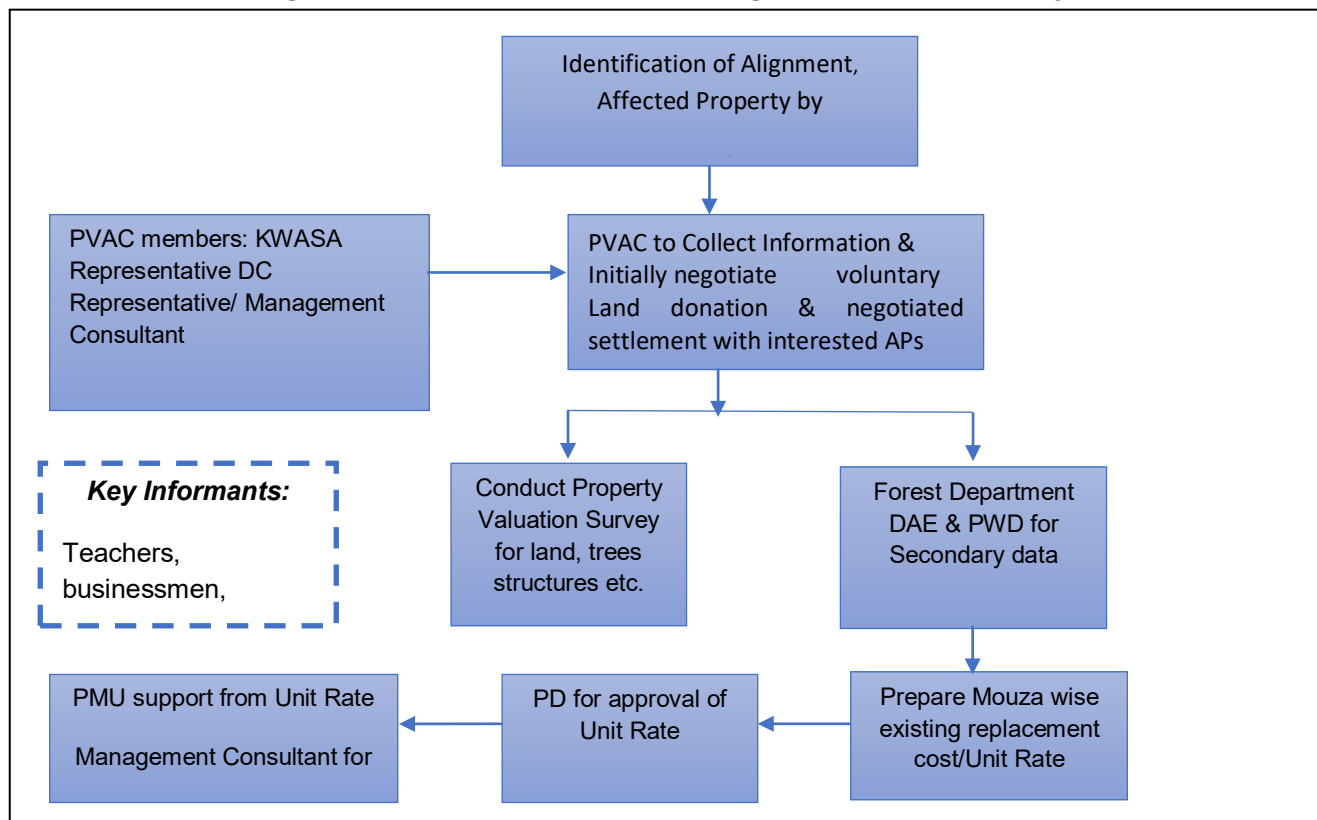 Identification of Alignment,
Affected Property by
PVAC members: KWASA
Representative DC
Representative/ Management
Consultant
PVAC to Collect Information &
Initially negotiate voluntary
Land donation & negotiated
settlement with interested APs
Key Informants:
Teachers,
businessmen,
Conduct Property
Valuation Survey
for land, trees
structures etc.
Forest Department
DAE & PWD for
Secondary data
PMU support from Unit Rate
Management Consultant for
PD for approval of
Unit Rate
Prepare Mouza wise
existing replacement
cost/Unit Rate